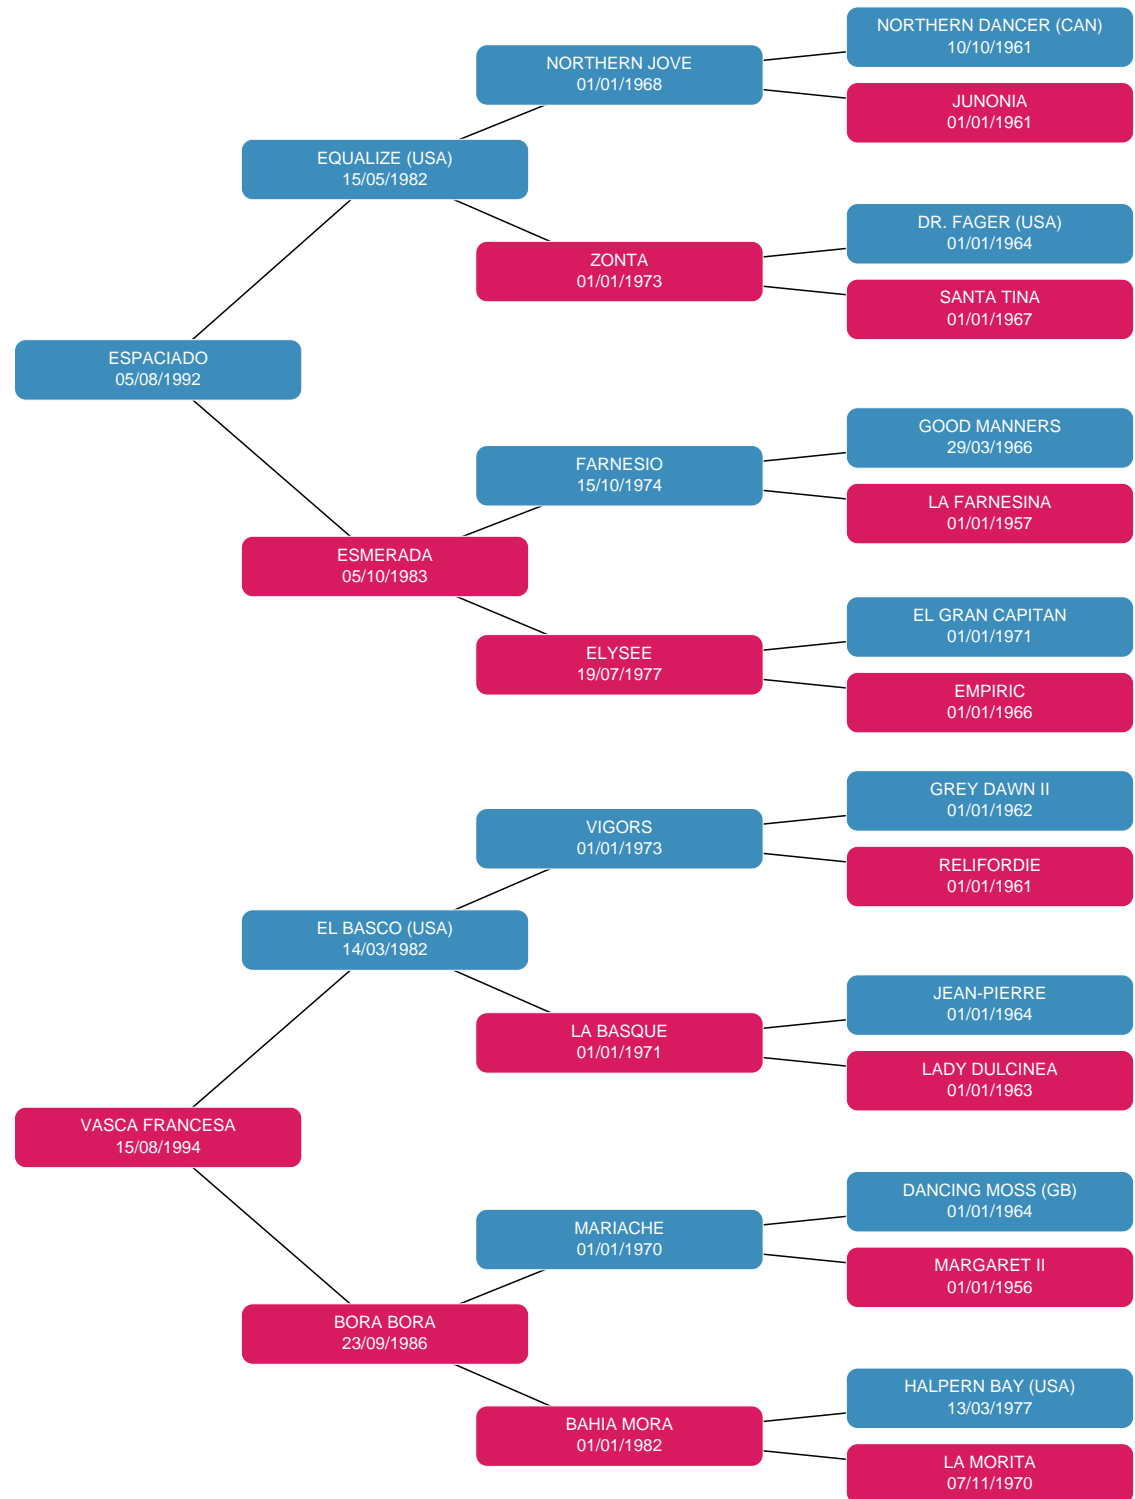 NORTHERN DANCER (CAN)
10/10/1961
NORTHERN JOVE
01/01/1968
JUNONIA
01/01/1961
EQUALIZE (USA)
15/05/1982
DR. FAGER (USA)
01/01/1964
ZONTA
01/01/1973
SANTA TINA
01/01/1967
ESPACIADO
05/08/1992
GOOD MANNERS
29/03/1966
FARNESIO
15/10/1974
LA FARNESINA
01/01/1957
ESMERADA
05/10/1983
EL GRAN CAPITAN
01/01/1971
ELYSEE
19/07/1977
EMPIRIC
01/01/1966
GREY DAWN II
01/01/1962
VIGORS
01/01/1973
RELIFORDIE
01/01/1961
EL BASCO (USA)
14/03/1982
JEAN-PIERRE
01/01/1964
LA BASQUE
01/01/1971
LADY DULCINEA
01/01/1963
VASCA FRANCESA
15/08/1994
DANCING MOSS (GB)
01/01/1964
MARIACHE
01/01/1970
MARGARET II
01/01/1956
BORA BORA
23/09/1986
HALPERN BAY (USA)
13/03/1977
BAHIA MORA
01/01/1982
LA MORITA
07/11/1970